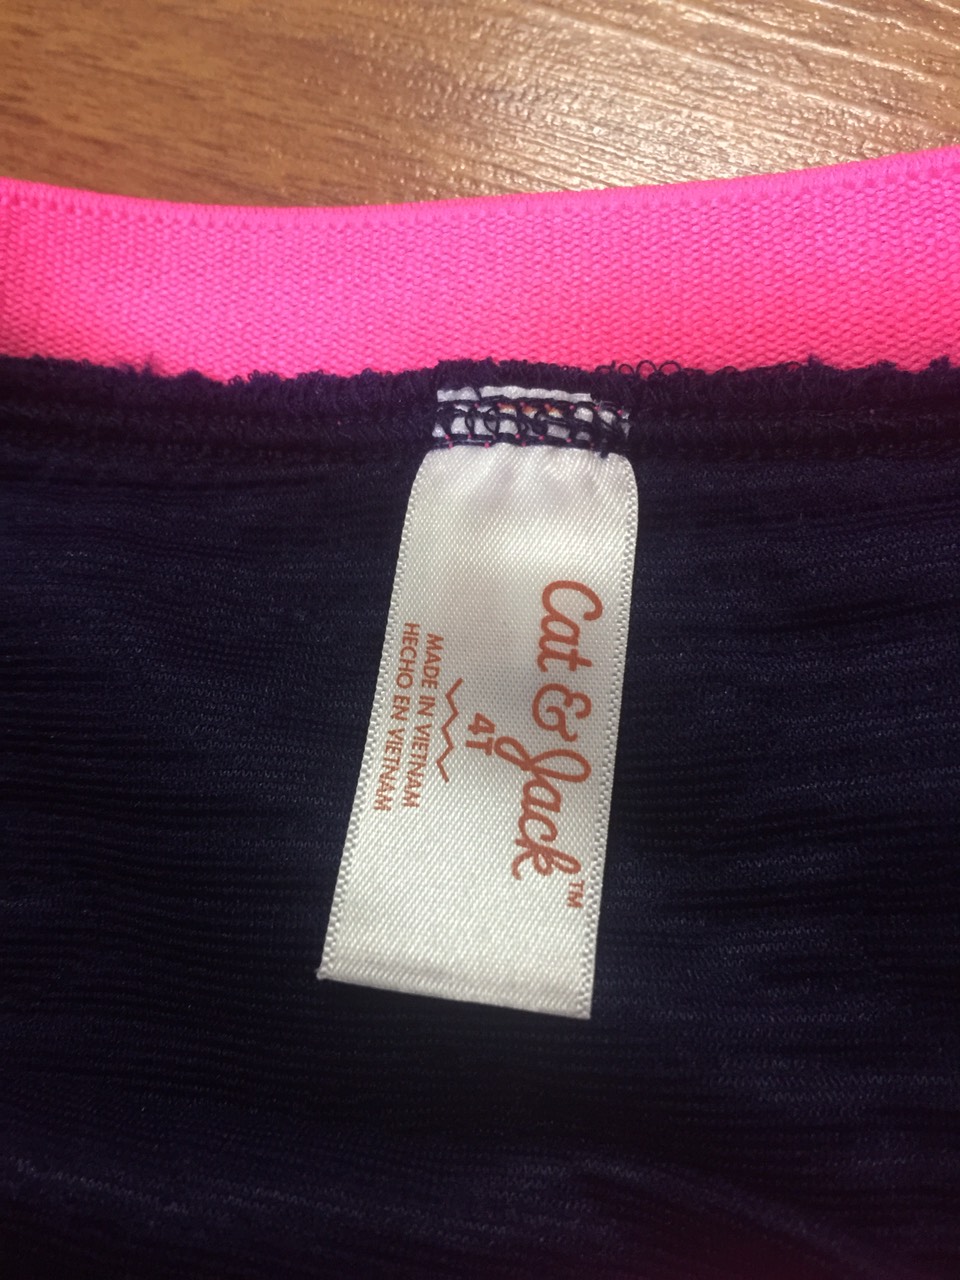 Cat & Jack™
4T
MADE IN VIETNAM
HECHO EN VIETNAM